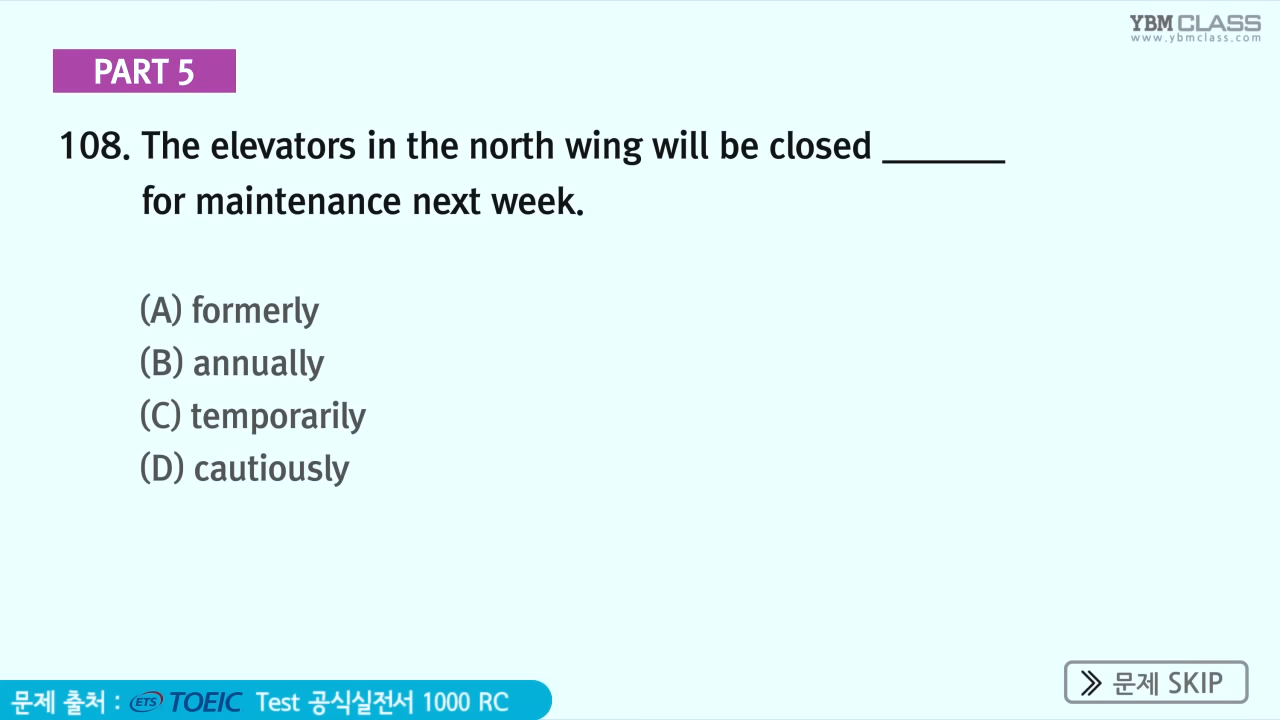 YBM CLASS
www.ybmclass.com
PART 5
108. The elevators in the north wing will be closed _______
for maintenance next week.
(A) formerly
(B) annually
(C) temporarily
(D) cautiously
문제 SKIP
문제 출처 : ETS TOEIC Test 공식실전서 1000 RC